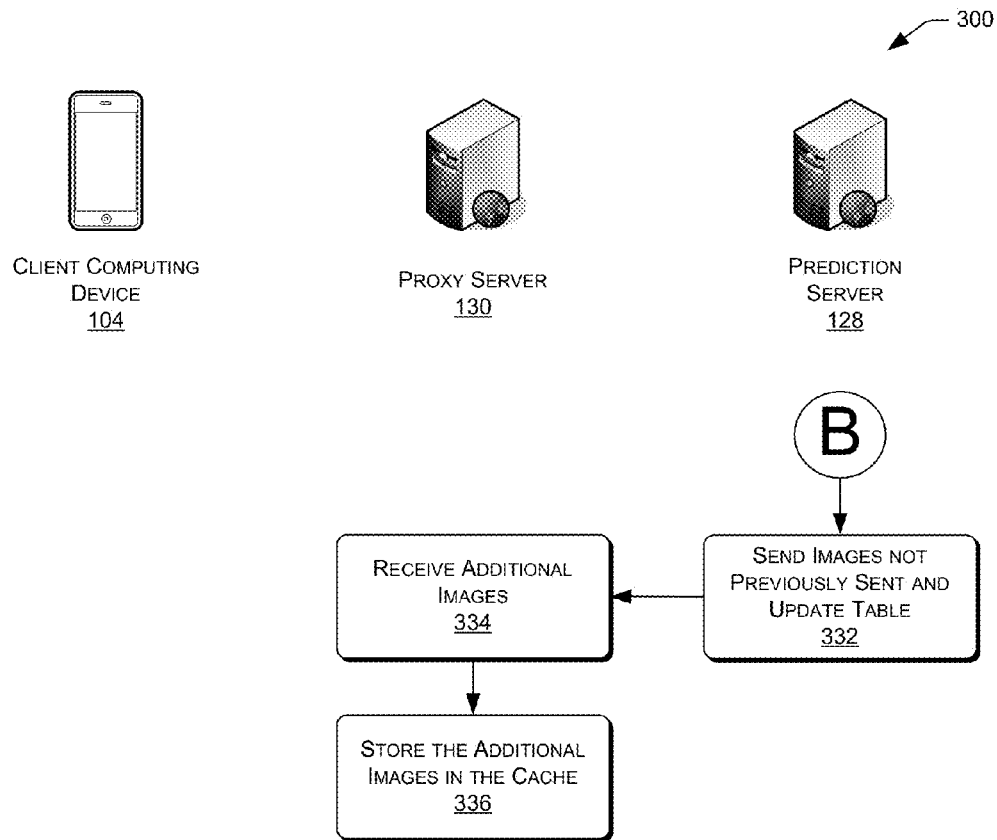 300
CLIENT COMPUTING
DEVICE
104
PROXY SERVER
130
PREDICTION
SERVER
128
B
SEND IMAGES NOT
PREVIOUSLY SENT AND
UPDATE TABLE
332
RECEIVE ADDITIONAL
IMAGES
334
STORE THE ADDITIONAL
IMAGES IN THE CACHE
336